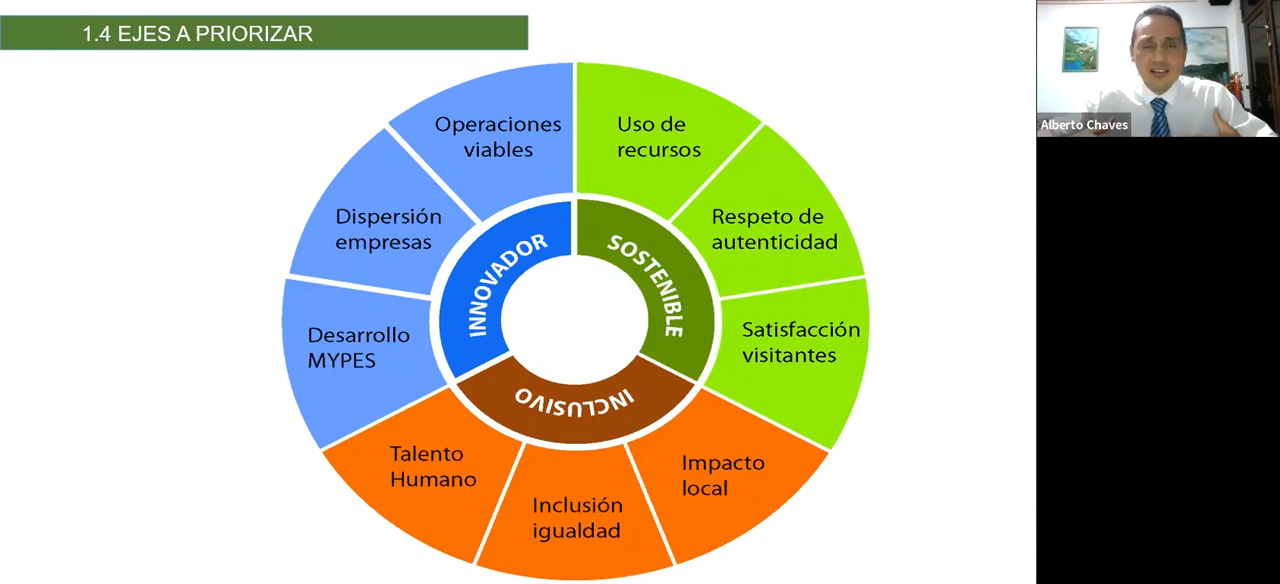 1.4 EJES A PRIORIZAR
Alberto Chaves
Operaciones
viables
Uso de
recursos
Dispersión
empresas
Respeto de
autenticidad
INNOVADOR
SOSTENIBLE
Desarrollo
MYPES
Satisfacción
visitantes
INCLUSIVO
Talento
Humano
Impacto
local
Inclusión
igualdad